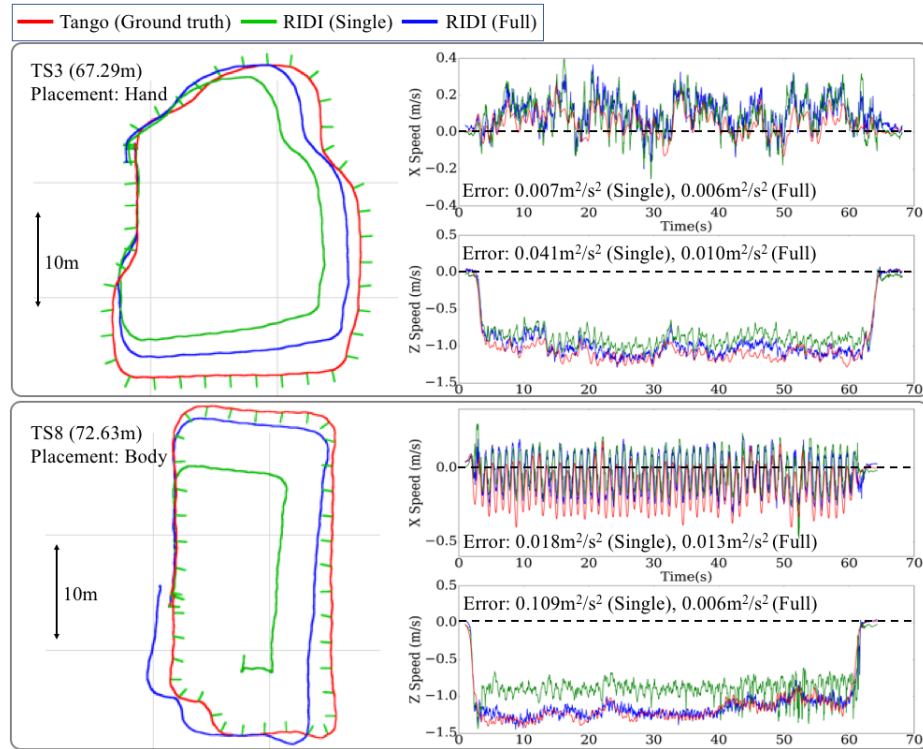 Tango (Ground truth) RIDI (Single) RIDI (Full)
TS3 (67.29m)
Placement: Hand
10m
0.4
0.2
0.0
−0.2
−0.4
X Speed (m/s)
Error: 0.007m²/s² (Single), 0.006m²/s² (Full)
0 10 20 30 40 50 60 70
Time(s)
0.5
0.0
−0.5
−1.0
−1.5
Z Speed (m/s)
Error: 0.041m²/s² (Single), 0.010m²/s² (Full)
0 10 20 30 40 50 60 70
TS8 (72.63m)
Placement: Body
10m
0.0
−0.5
X Speed (m/s)
Error: 0.018m²/s² (Single), 0.013m²/s² (Full)
0 10 20 30 40 50 60 70
Time(s)
0.5
0.0
−0.5
−1.0
−1.5
Z Speed (m/s)
Error: 0.109m²/s² (Single), 0.006m²/s² (Full)
0 10 20 30 40 50 60 70